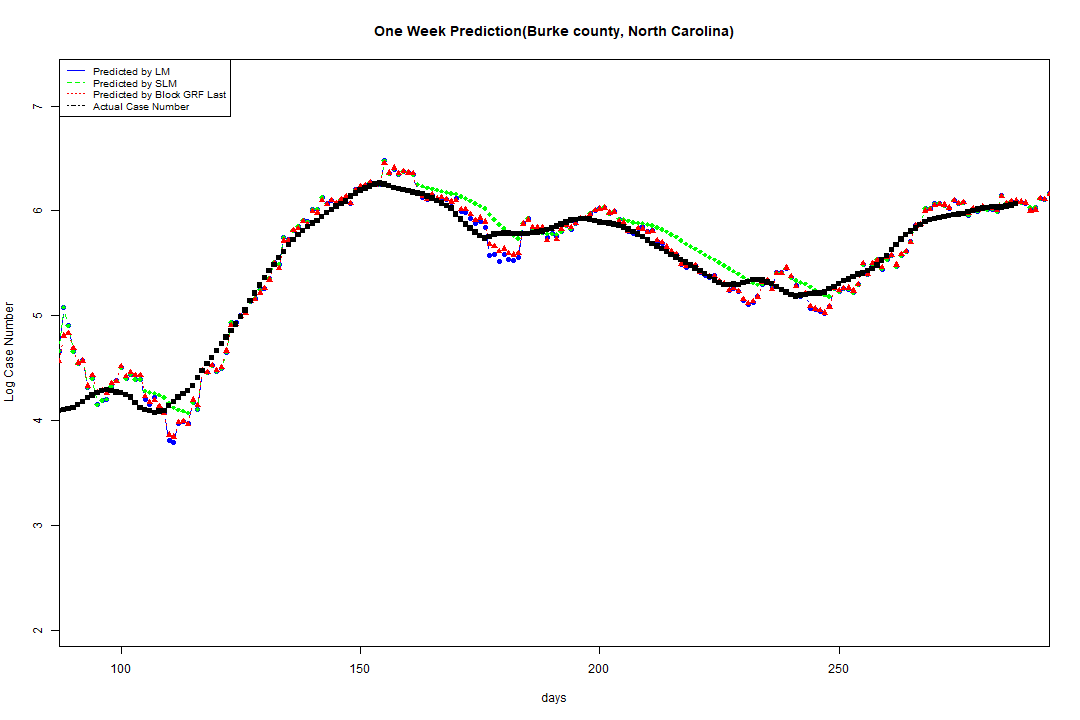 One Week Prediction(Burke county, North Carolina)
Predicted by LM
Predicted by SLM
Predicted by Block GRF Last
Actual Case Number
7
6
5
4
3
2
Log Case Number
100 150 200 250
days